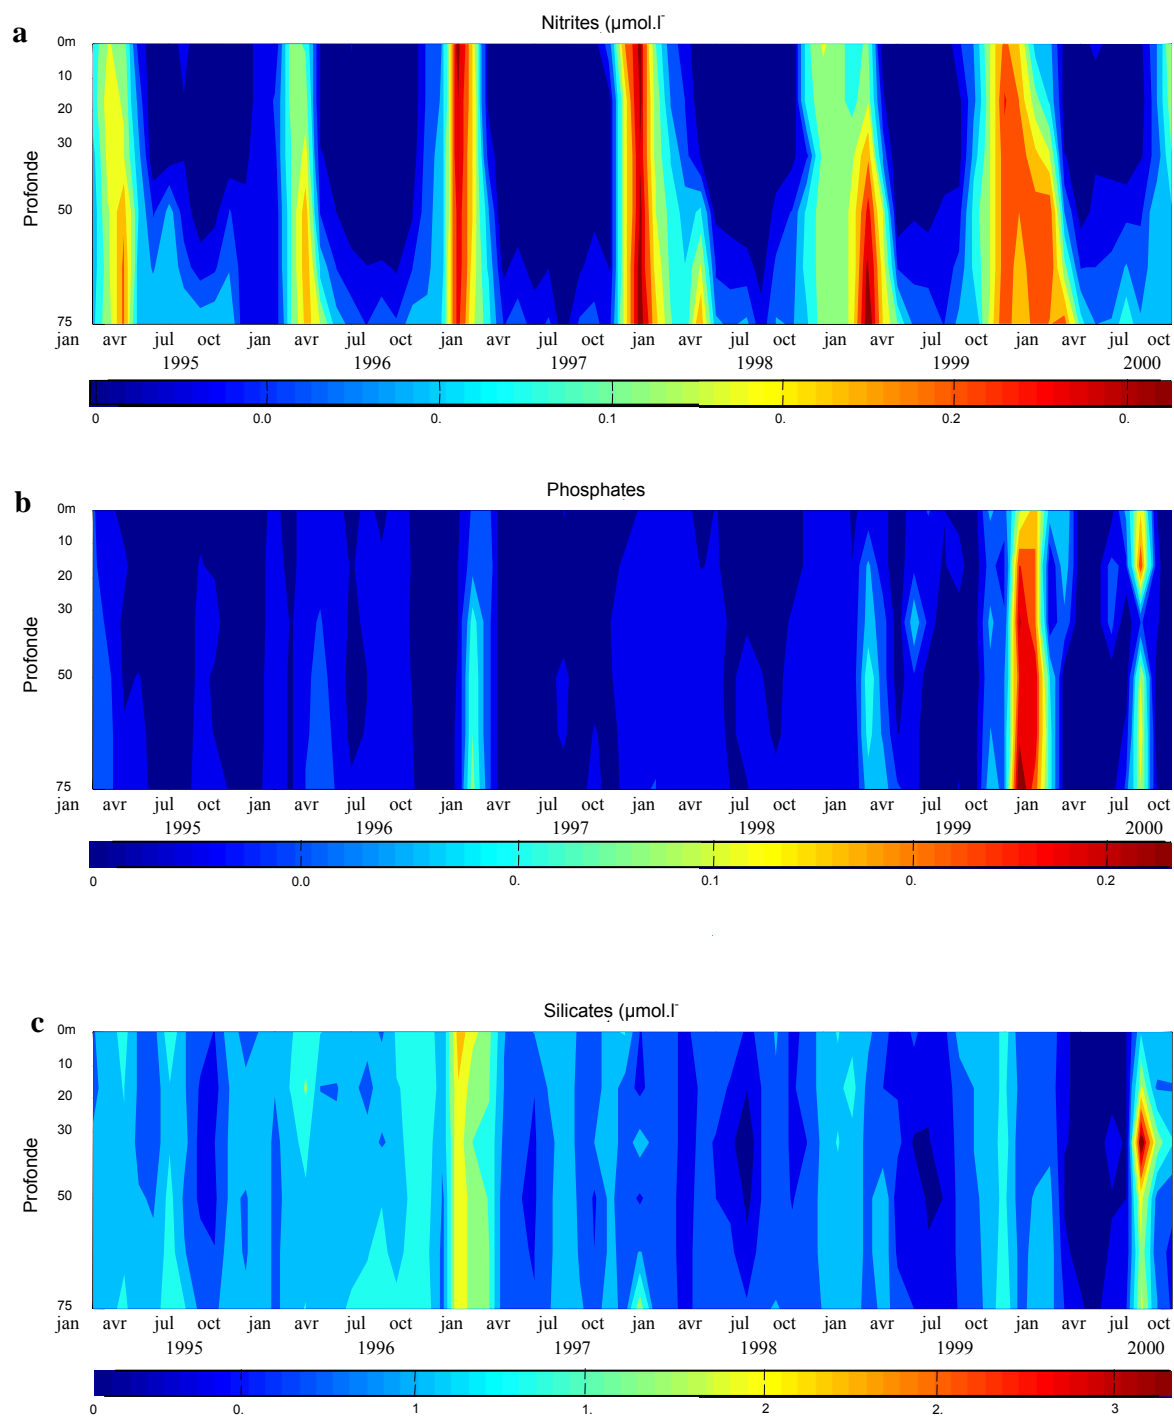 a
Nitrites (µmol.l-
0m
10
20
30
50
75
Profonde
jan avr jul oct jan avr jul oct jan avr jul oct jan avr jul oct jan avr jul oct jan avr jul oct
1995 1996 1997 1998 1999 2000
0 0.0 0. 0.1 0. 0.2 0.
b
Phosphates
0m
10
20
30
50
75
Profonde
jan avr jul oct jan avr jul oct jan avr jul oct jan avr jul oct jan avr jul oct jan avr jul oct
1995 1996 1997 1998 1999 2000
0 0.0 0. 0.1 0. 0.2
c
Silicates (µmol.l-
0m
10
20
30
50
75
Profonde
jan avr jul oct jan avr jul oct jan avr jul oct jan avr jul oct jan avr jul oct jan avr jul oct
1995 1996 1997 1998 1999 2000
0 0. 1 1. 2 2. 3